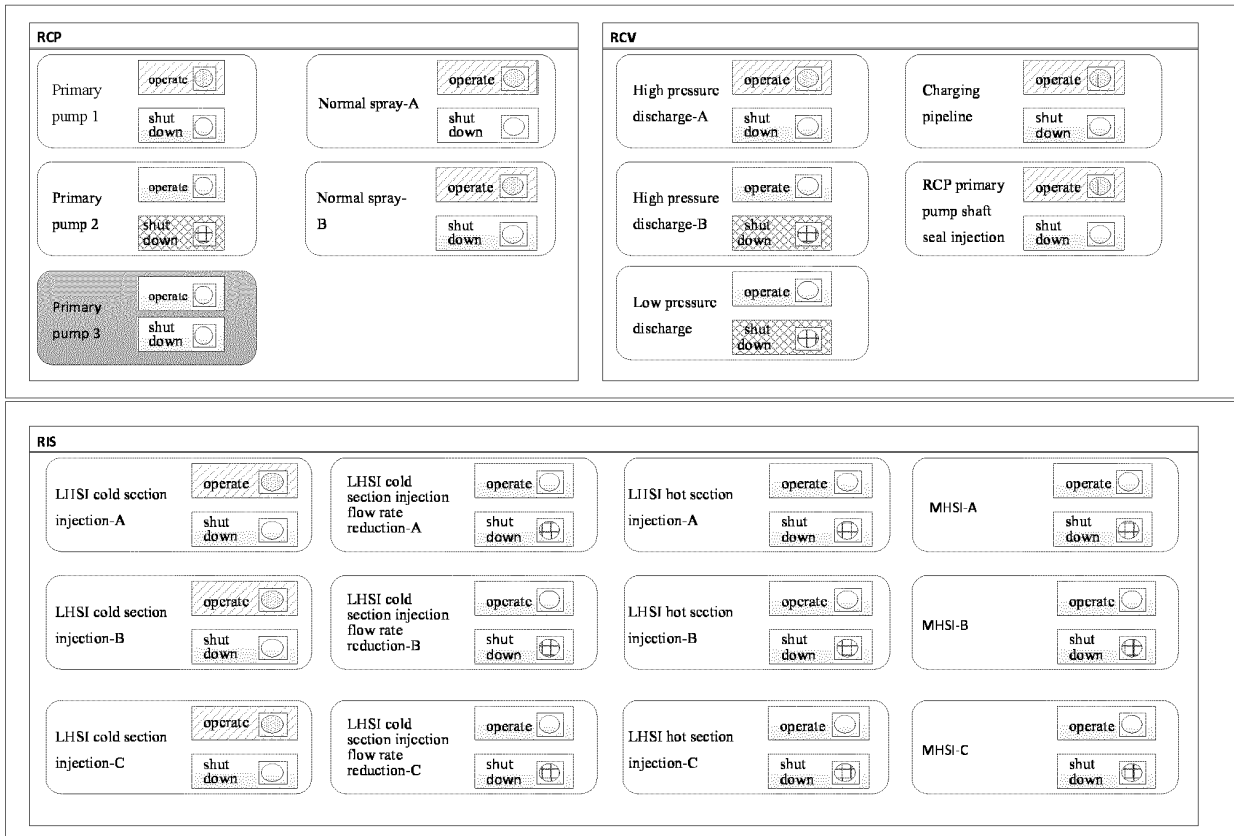 RCP
Primary
pump 1
operate
shut
down
Normal spray-A
operate
shut
down
Primary
pump 2
operate
shut
down
Normal spray-
B
operate
shut
down
Primary
pump 3
operate
shut
down
RCV
High pressure
discharge-A
operate
shut
down
Charging
pipeline
operate
shut
down
High pressure
discharge-B
operate
shut
down
RCP primary
pump shaft
seal injection
operate
shut
down
Low pressure
discharge
operate
shut
down
RIS
LHSI cold section
injection-A
operate
shut
down
LHSI cold
section injection
flow rate
reduction-A
operate
shut
down
LHSI hot section
injection-A
operate
shut
down
MHSI-A
operate
shut
down
LHSI cold section
injection-B
operate
shut
down
LHSI cold
section injection
flow rate
reduction-B
operate
shut
down
LHSI hot section
injection-B
operate
shut
down
MHSI-B
operate
shut
down
LHSI cold section
injection-C
operate
shut
down
LHSI cold
section injection
flow rate
reduction-C
operate
shut
down
LHSI hot section
injection-C
operate
shut
down
MHSI-C
operate
shut
down